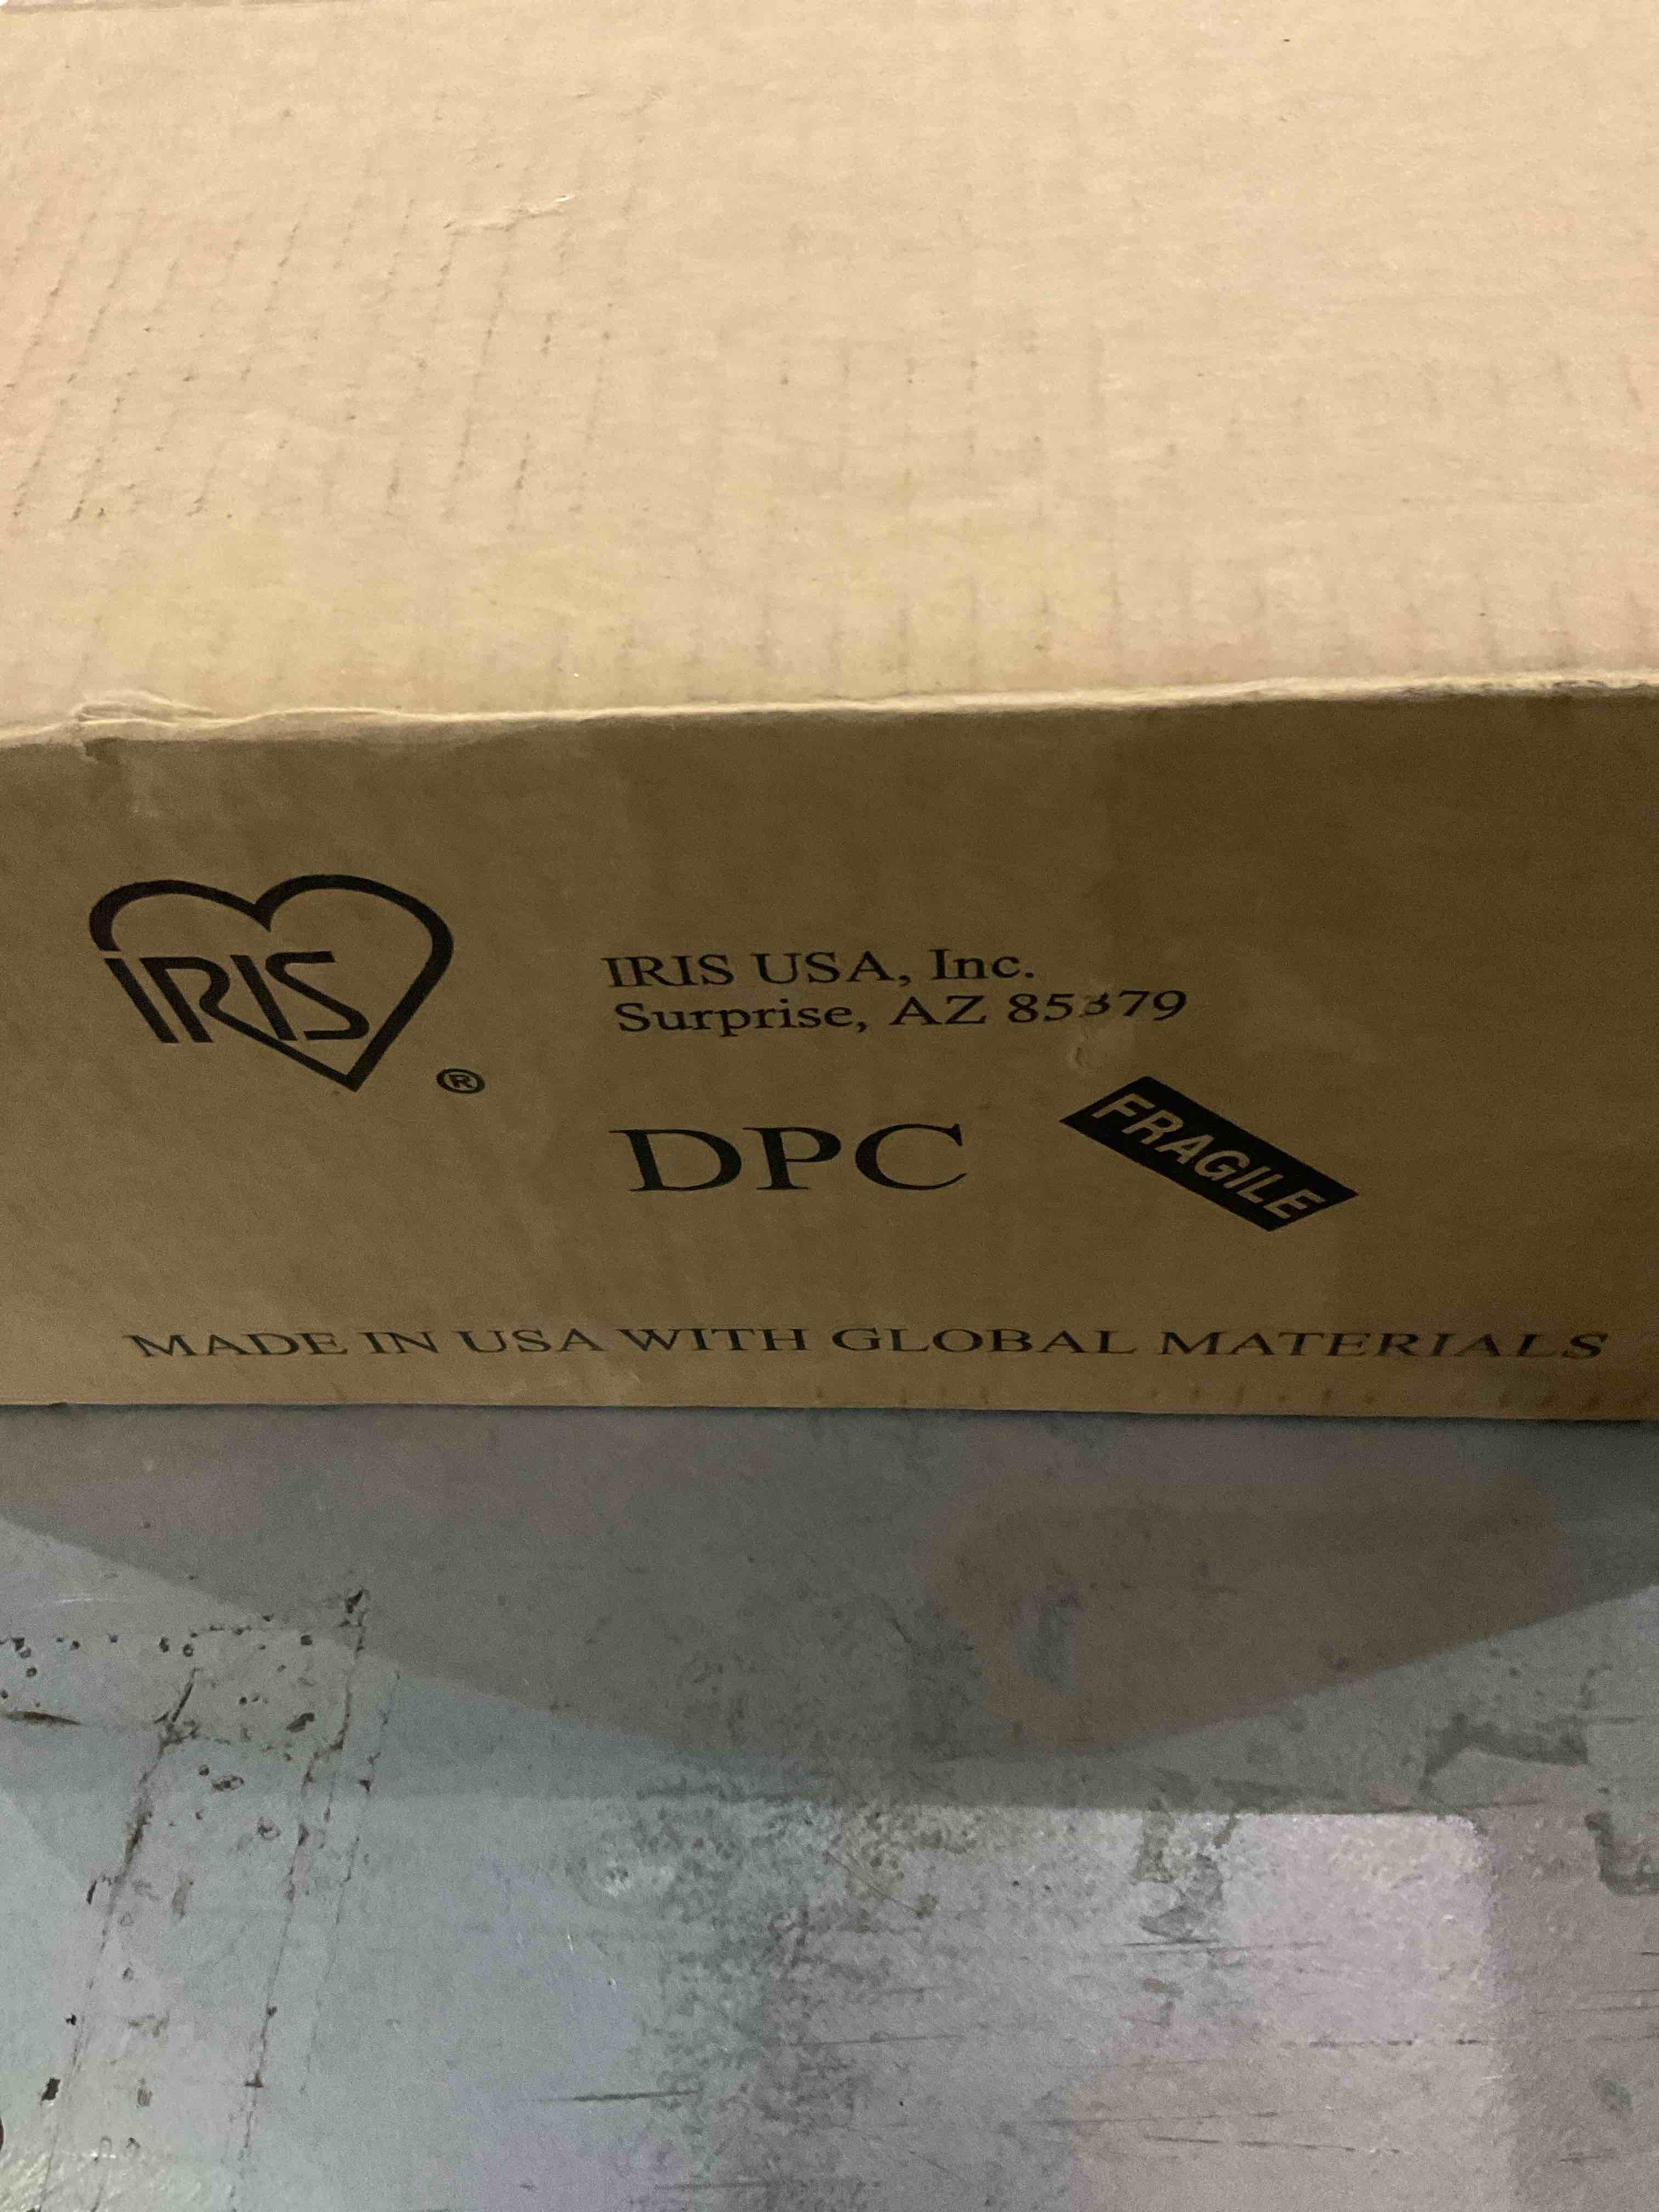 IRIS
®
IRIS USA, Inc.
Surprise, AZ 85379
DPC
FRAGILE
MADE IN USA WITH GLOBAL MATERIALS